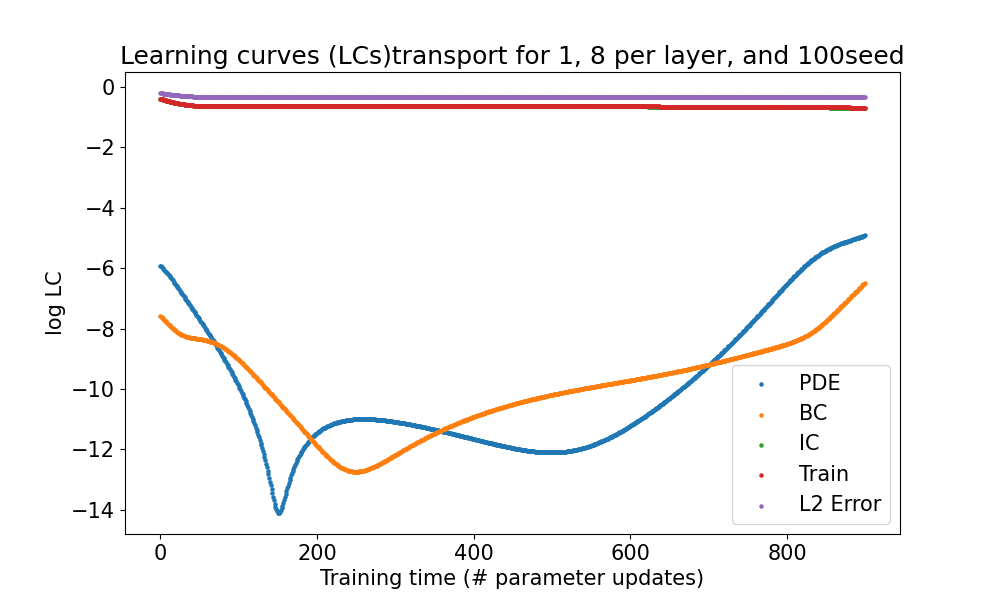 Learning curves (LCs)transport for 1, 8 per layer, and 100seed
0
−2
−4
−6
−8
−10
−12
−14
log LC
PDE
BC
IC
Train
L2 Error
0 200 400 600 800
Training time (# parameter updates)